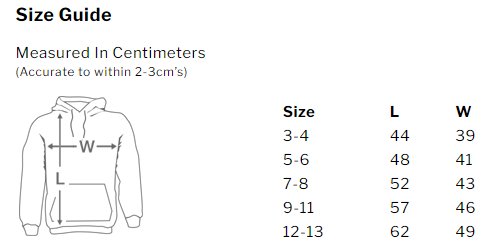 Size Guide
Measured In Centimeters
(Accurate to within 2-3cm's)
W
L
Size L W
3-4 44 39
5-6 48 41
7-8 52 43
9-11 57 46
12-13 62 49